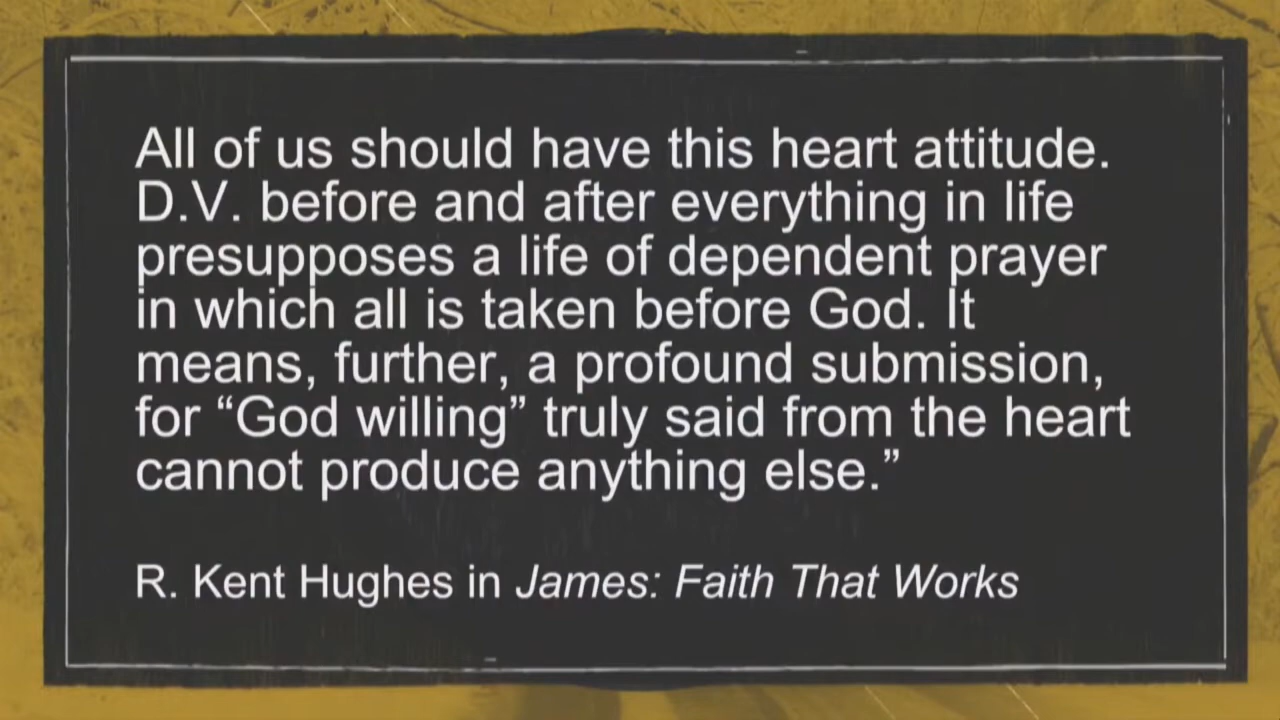 All of us should have this heart attitude.
D.V. before and after everything in life
presupposes a life of dependent prayer
in which all is taken before God. It
means, further, a profound submission,
for “God willing” truly said from the heart
cannot produce anything else.”
R. Kent Hughes in James: Faith That Works